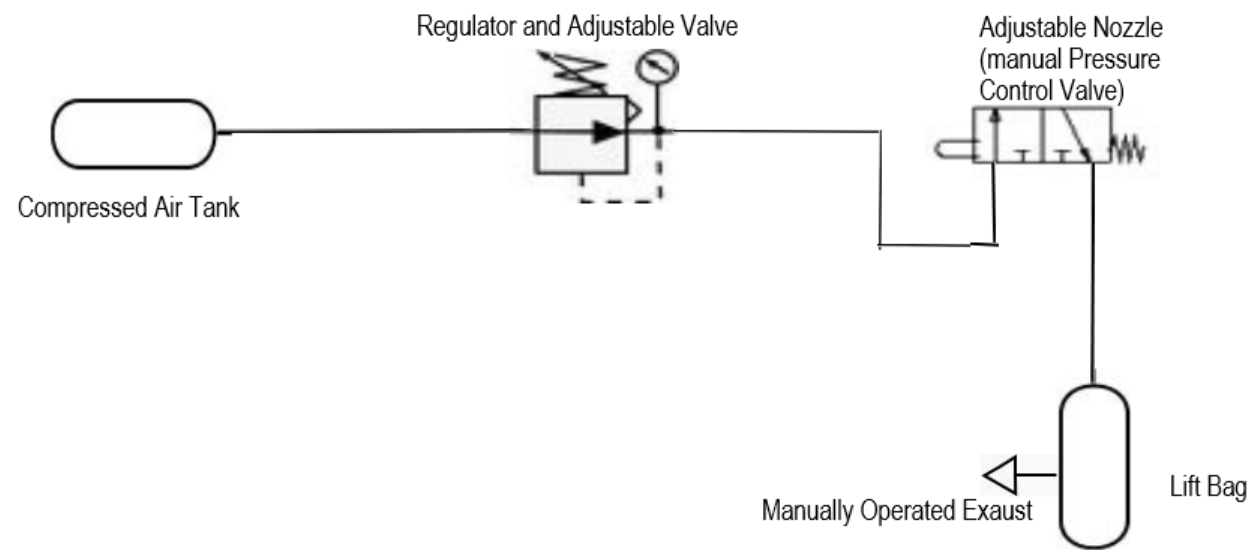 Regulator and Adjustable Valve
Adjustable Nozzle
(manual Pressure
Control Valve)
Compressed Air Tank
Lift Bag
Manually Operated Exaust